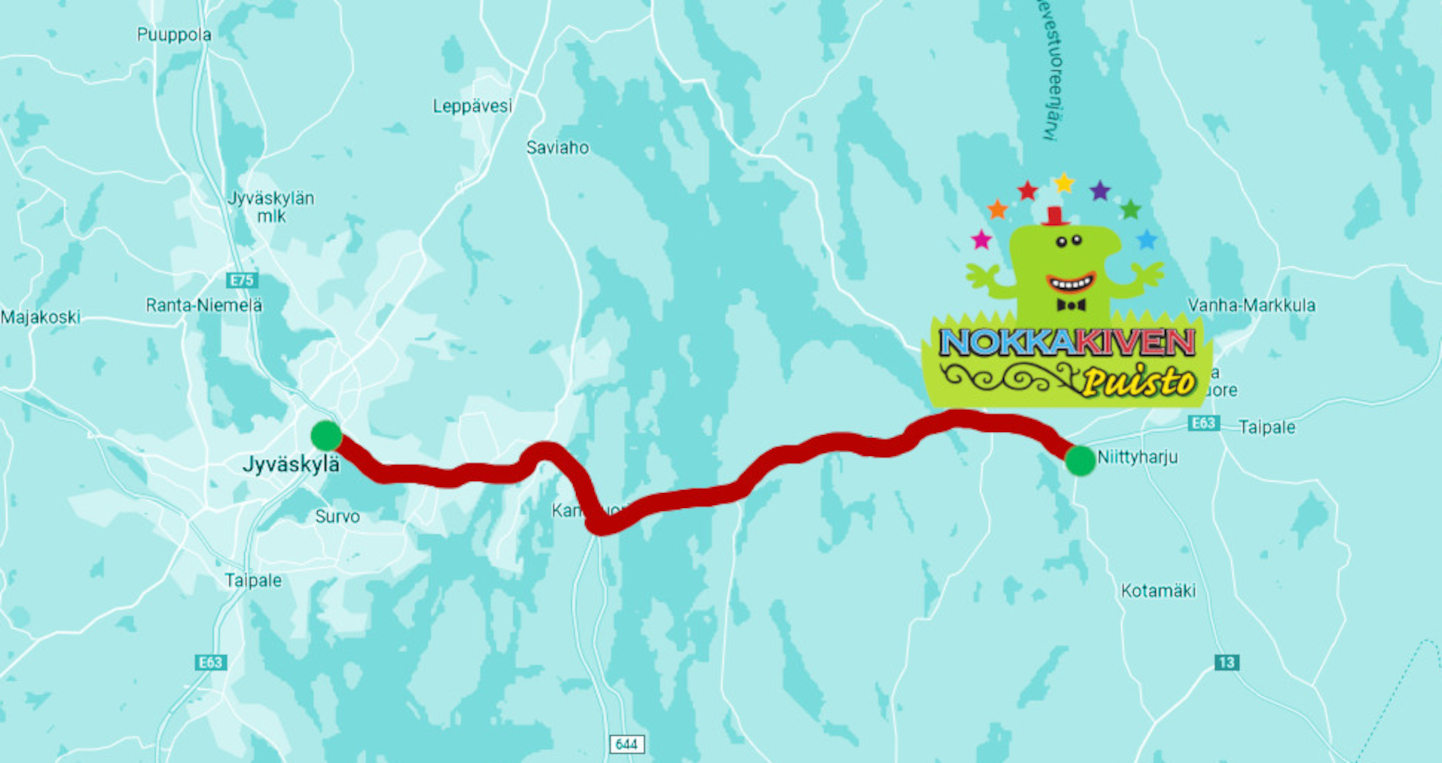 Puuppola
Leppävesi
Saviaho
Jyväskylän
mlk
E75
Ranta-Niemelä
Majakoski
Vanha-Markkula
NOKKAKIVEN
Puisto
E63
Taipale
Niittyharju
Jyväskylä
Survo
Taipale
Kotamäki
E63
13
644